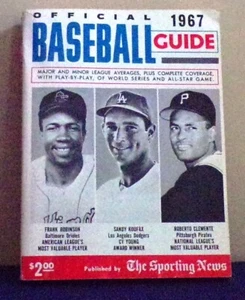 OFFICIAL 1967
BASEBALL
GUIDE
MAJOR AND MINOR LEAGUE AVERAGES, PLUS COMPLETE COVERAGE,
WITH PLAY-BY-PLAY, OF WORLD SERIES AND ALL-STAR GAME.
FRANK ROBINSON
Baltimore Orioles
AMERICAN LEAGUE'S
MOST VALUABLE PLAYER
SANDY KOUFAX
Los Angeles Dodgers
CY YOUNG
AWARD WINNER
ROBERTO CLEMENTE
Pittsburgh Pirates
NATIONAL LEAGUE'S
MOST VALUABLE PLAYER
$2.00
Published by The Sporting News